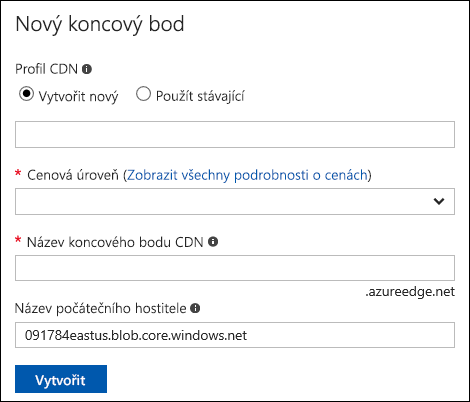 Nový koncový bod
Profil CDN
Vytvořit nový Použít stávající
* Cenová úroveň (Zobrazit všechny podrobnosti o cenách)
* Název koncového bodu CDN
.azureedge.net
Název počátečního hostitele
091784eastus.blob.core.windows.net
Vytvořit